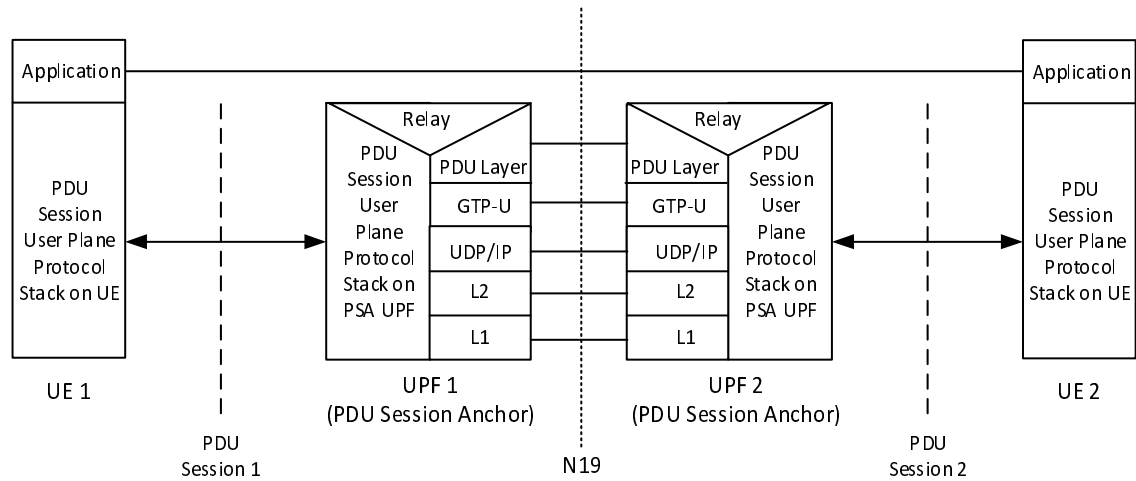 Application
PDU
Session
User Plane
Protocol
Stack on UE
UE 1
PDU
Session 1
Relay
PDU
Session
User
Plane
Protocol
Stack on
PSA UPF
PDU Layer
GTP-U
UDP/IP
L2
L1
UPF 1
(PDU Session Anchor)
N19
Relay
PDU Layer
GTP-U
UDP/IP
L2
L1
PDU
Session
User
Plane
Protocol
Stack on
PSA UPF
UPF 2
(PDU Session Anchor)
PDU
Session 2
Application
PDU
Session
User Plane
Protocol
Stack on UE
UE 2